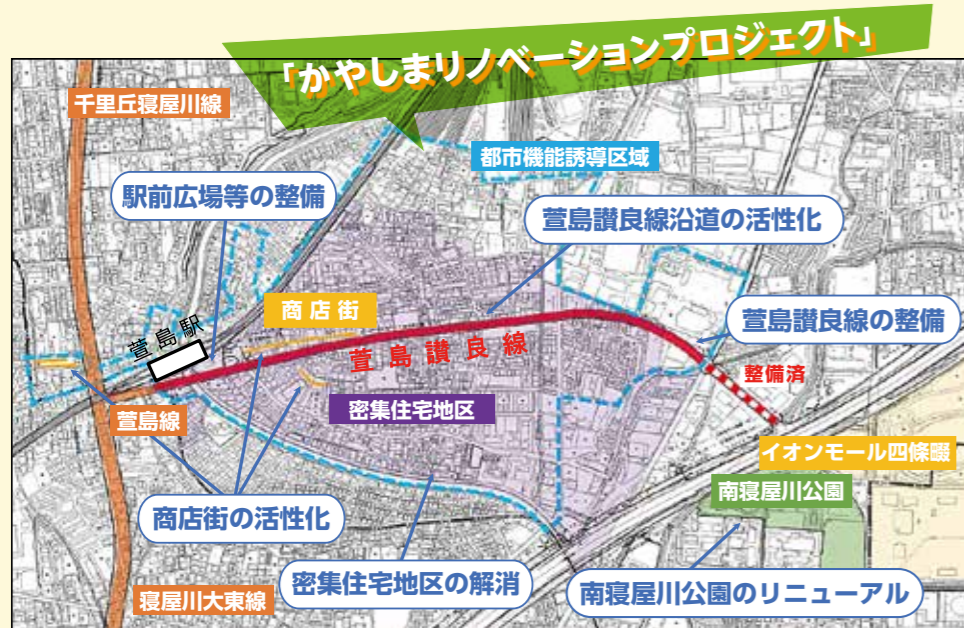 「かやしまリノベーションプロジェクト」
千里丘寝屋川線
都市機能誘導区域
駅前広場等の整備
萱島讃良線沿道の活性化
商店街
萱島讃良線の整備
萱島駅
萱島讃良線
整備済
密集住宅地区
萱島線
イオンモール四條畷
南寝屋川公園
商店街の活性化
密集住宅地区の解消
南寝屋川公園のリニューアル
寝屋川大東線